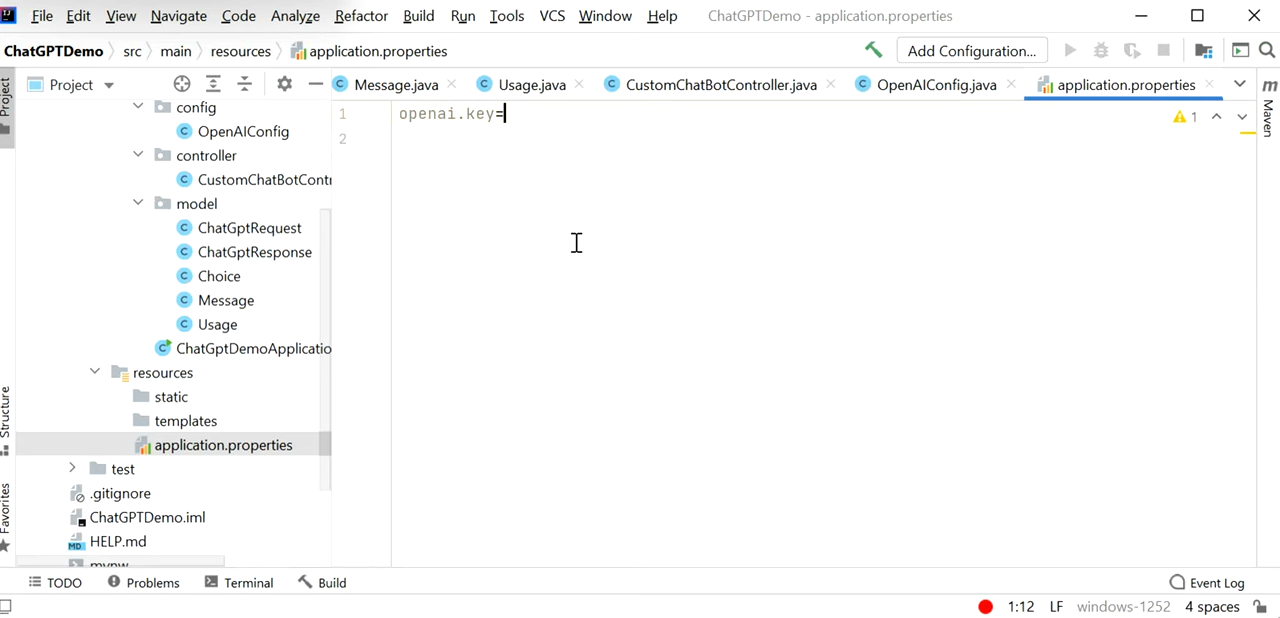 File Edit View Navigate Code Analyze Refactor Build Run Tools VCS Window Help ChatGPTDemo - application.properties
ChatGPTDemo src main resources application.properties Add Configuration...
Project Message.java Usage.java CustomChatBotController.java OpenAIConfig.java application.properties
Project
Structure
Favorites
config
OpenAIConfig
controller
CustomChatBotContr
model
ChatGptRequest
ChatGptResponse
Choice
Message
Usage
ChatGptDemoApplicatio
resources
static
templates
application.properties
test
.gitignore
ChatGPTDemo.iml
MD HELP.md
1 openai.key=
2
1
m Maven
TODO Problems Terminal Build Event Log
1:12 LF windows-1252 4 spaces